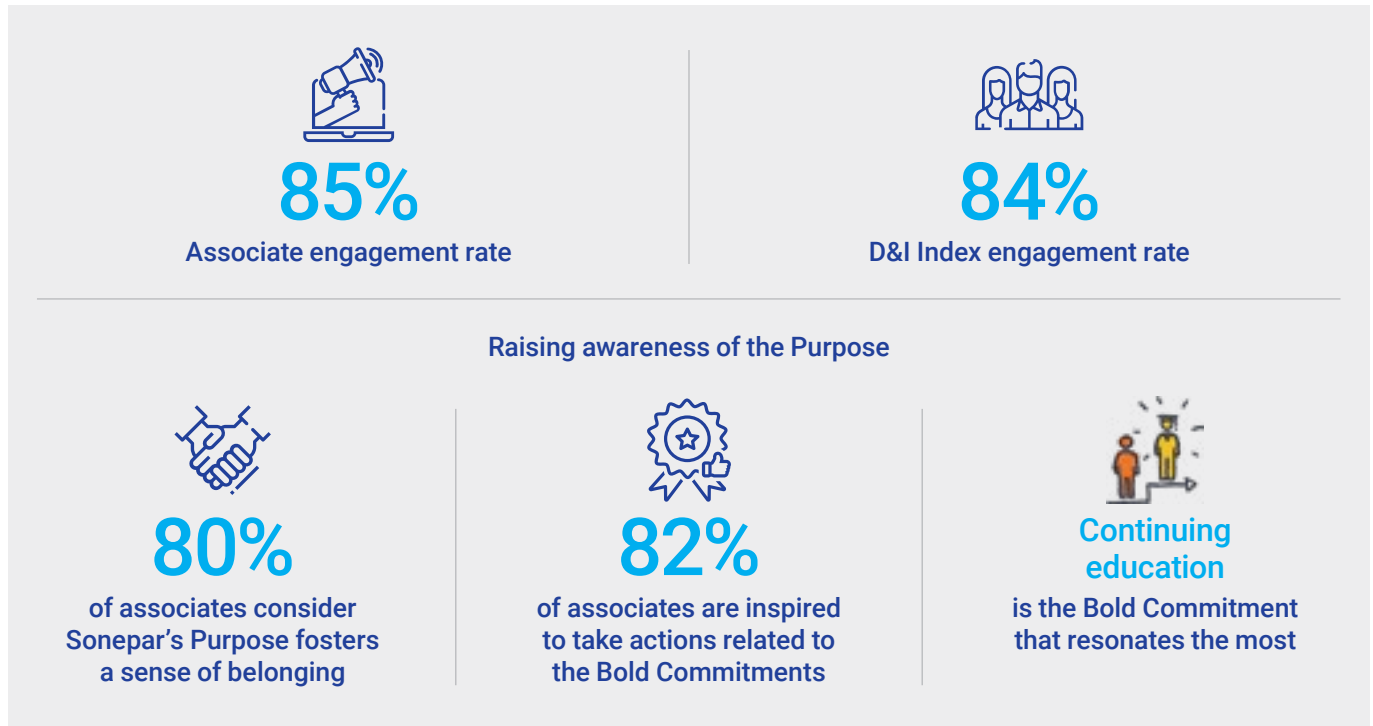 85%
Associate engagement rate
84%
D&I Index engagement rate
Raising awareness of the Purpose
80%
of associates consider
Sonepar’s Purpose fosters
a sense of belonging
82%
of associates are inspired
to take actions related to
the Bold Commitments
Continuing
education
is the Bold Commitment
that resonates the most